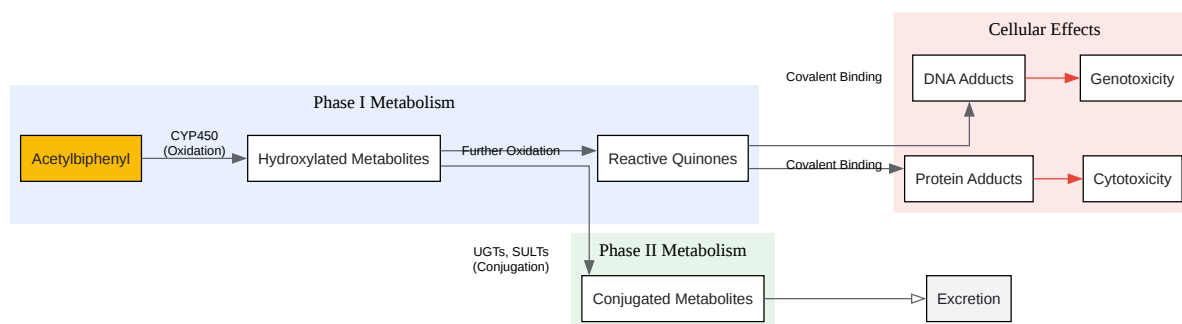 Cellular Effects
Covalent Binding
DNA Adducts
Genotoxicity
Phase I Metabolism
Acetylbiphenyl
CYP450
(Oxidation)
Hydroxylated Metabolites
Further Oxidation
Reactive Quinones
Covalent Binding
Protein Adducts
Cytotoxicity
UGTs, SULTs
(Conjugation)
Phase II Metabolism
Conjugated Metabolites
Excretion